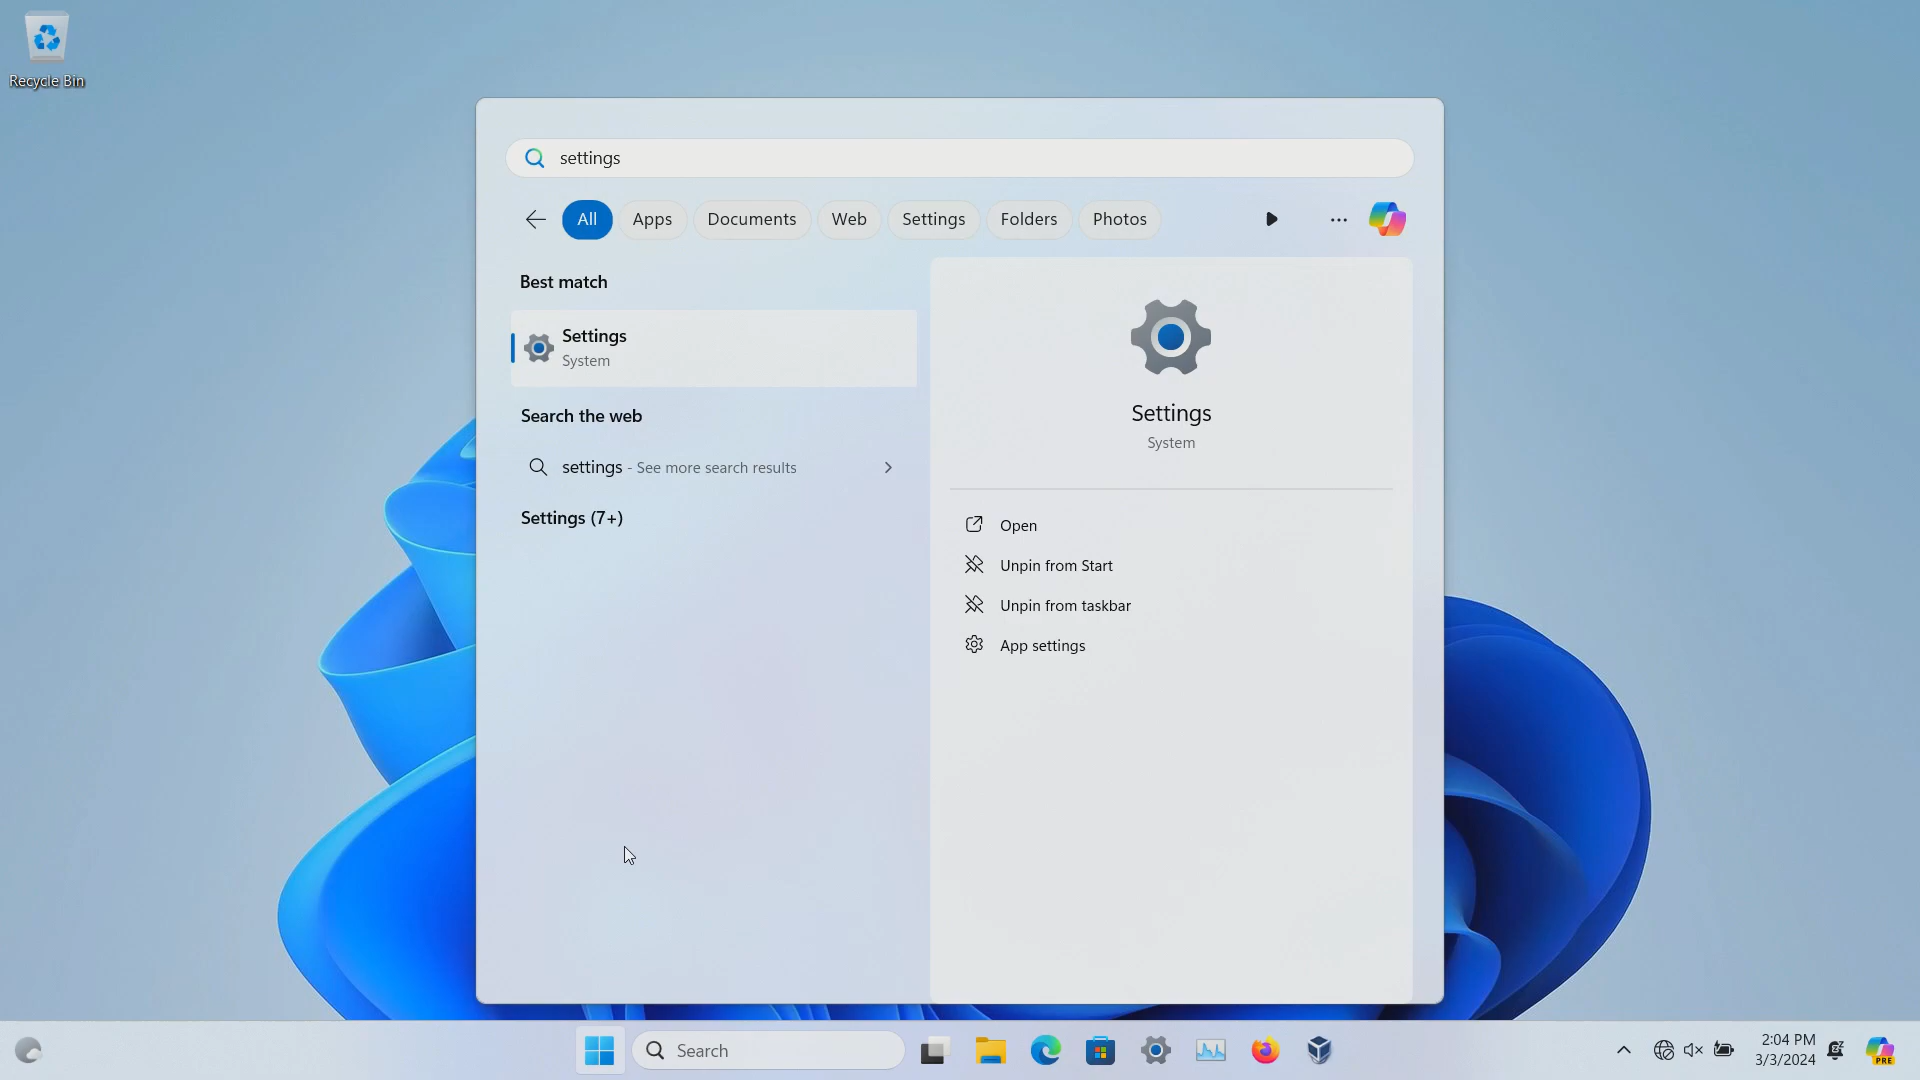 Recycle Bin
settings
All Apps Documents Web Settings Folders Photos
Best match
Settings
System
Search the web
settings - See more search results
Settings (7+)
Settings
System
Open
Unpin from Start
Unpin from taskbar
App settings
Search
2:04 PM
3/3/2024
PRE